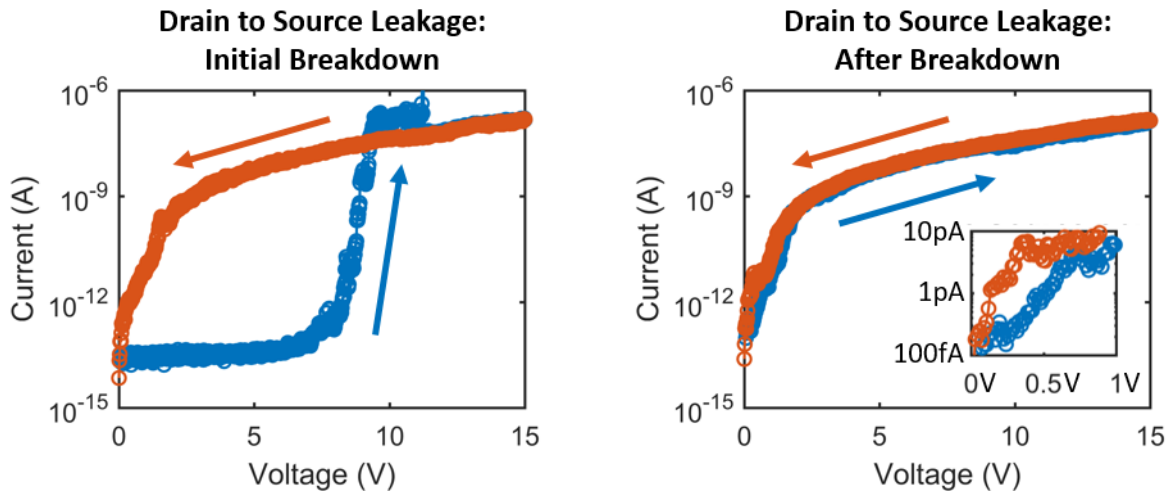 Drain to Source Leakage:
Initial Breakdown
10^-6
10^-9
10^-12
10^-15
Current (A)
0 5 10 15
Voltage (V)
Drain to Source Leakage:
After Breakdown
10^-6
10^-9
10^-12
10^-15
Current (A)
10pA
1pA
100fA
0V 0.5V 1V
0 5 10 15
Voltage (V)